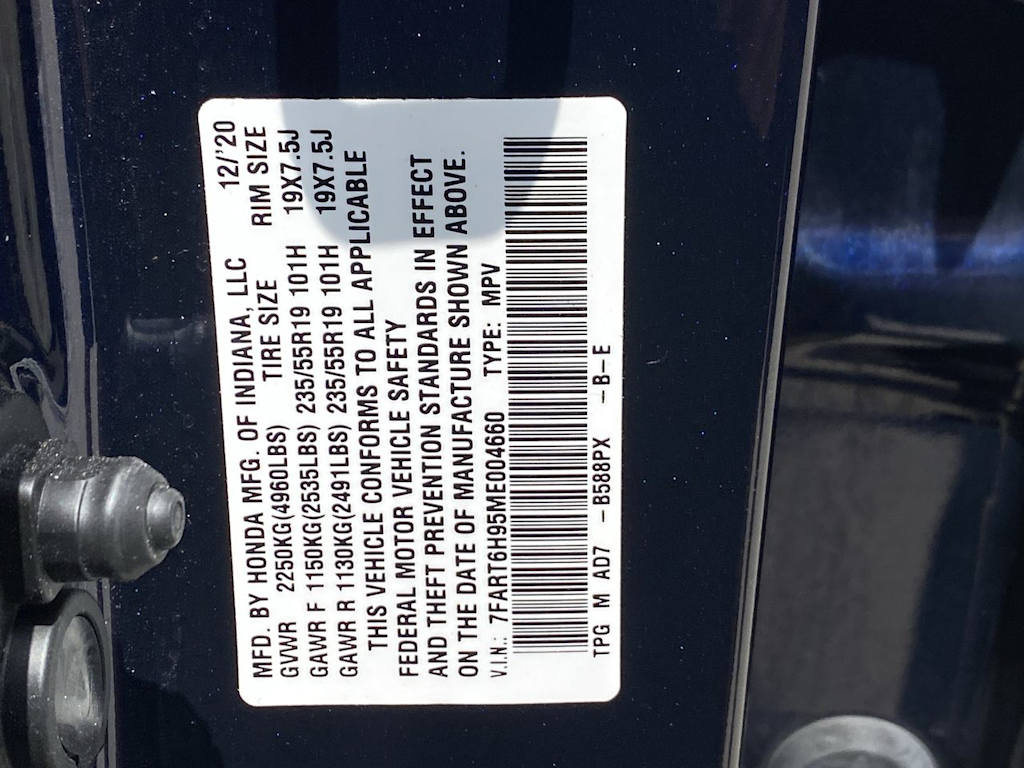 MFD. BY HONDA MFG. OF INDIANA, LLC 12/'20
TIRE SIZE RIM SIZE
GVWR 2250KG(4960LBS)
GAWR F 1150KG(2535LBS) 235/55R19 101H 19X7.5J
GAWR R 1130KG(2491LBS) 235/55R19 101H 19X7.5J
THIS VEHICLE CONFORMS TO ALL APPLICABLE
FEDERAL MOTOR VEHICLE SAFETY
AND THEFT PREVENTION STANDARDS IN EFFECT
ON THE DATE OF MANUFACTURE SHOWN ABOVE.
V.I.N.: 7FART6H95ME004660 TYPE: MPV
TPG M AD7 -B588PX -B-E